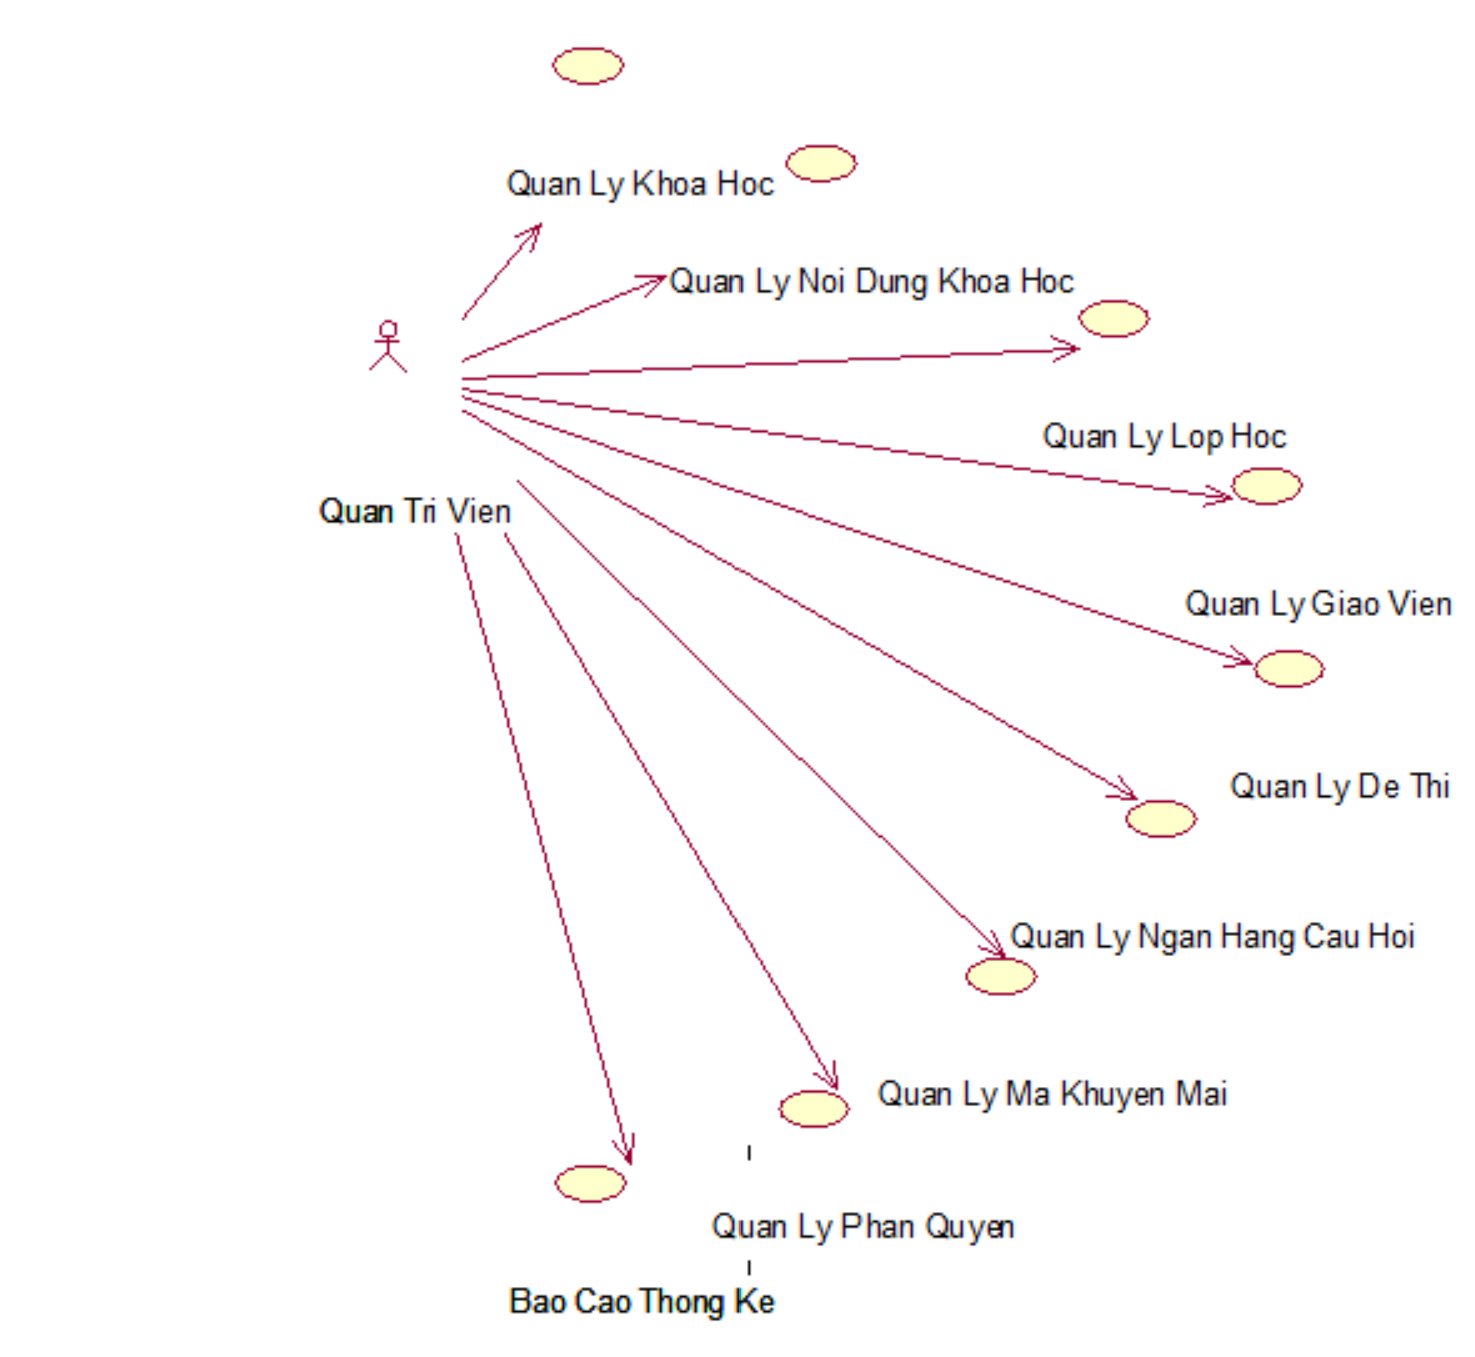 Quan Ly Khoa Hoc
Quan Ly Noi Dung Khoa Hoc
Quan Ly Lop Hoc
Quan Tri Vien
Quan Ly Giao Vien
Quan Ly De Thi
Quan Ly Ngan Hang Cau Hoi
Quan Ly Ma Khuyen Mai
Quan Ly Phan Quyen
Bao Cao Thong Ke